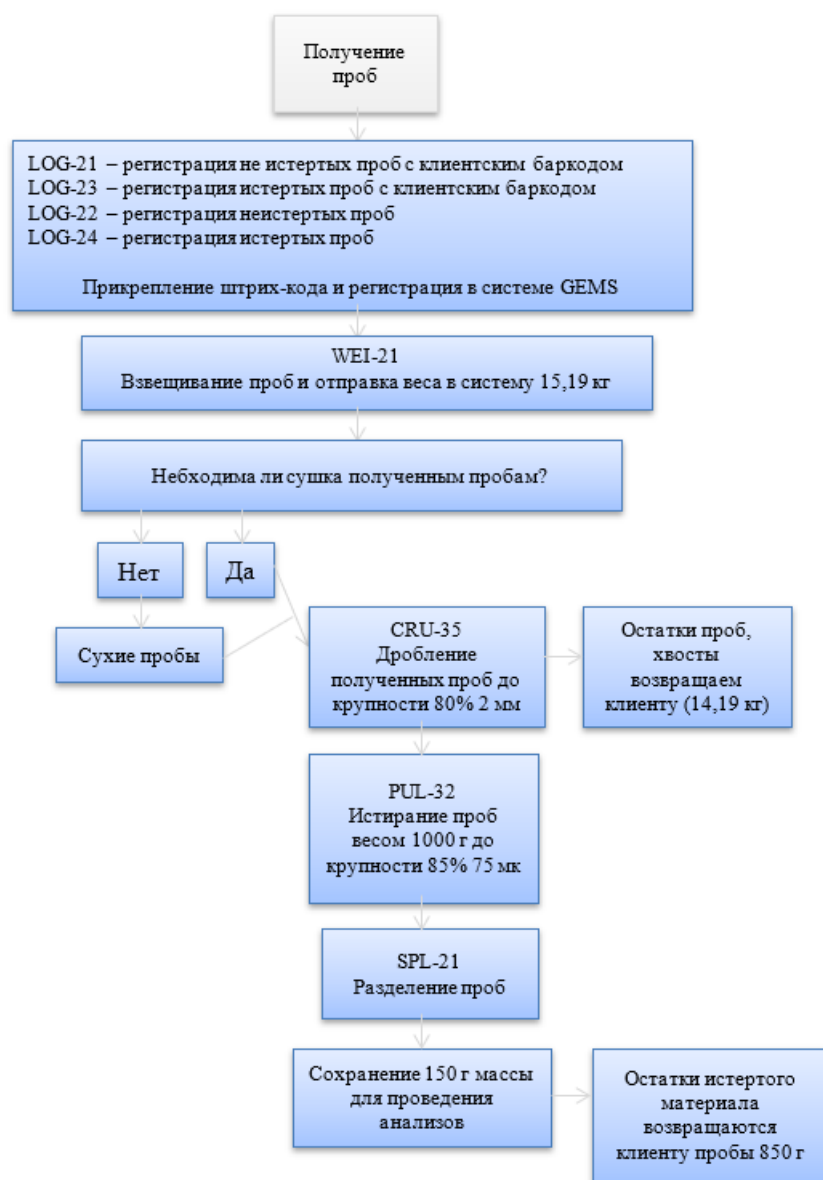 Получение
проб
LOG-21 – регистрация не истертых проб с клиентским баркодом
LOG-23 – регистрация истертых проб с клиентским баркодом
LOG-22 – регистрация неистертых проб
LOG-24 – регистрация истертых проб
Прикрепление штрих-кода и регистрация в системе GEMS
WEI-21
Взвещивание проб и отправка веса в систему 15,19 кг
Небходима ли сушка полученным пробам?
Нет
Да
Сухие пробы
CRU-35
Дробление
полученных проб до
крупности 80% 2 мм
Остатки проб,
хвосты
возвращаем
клиенту (14,19 кг)
PUL-32
Истирание проб
весом 1000 г до
крупности 85% 75 мк
SPL-21
Разделение проб
Сохранение 150 г массы
для проведения
анализов
Остатки истертого
материала
возвращаются
клиенту пробы 850 г